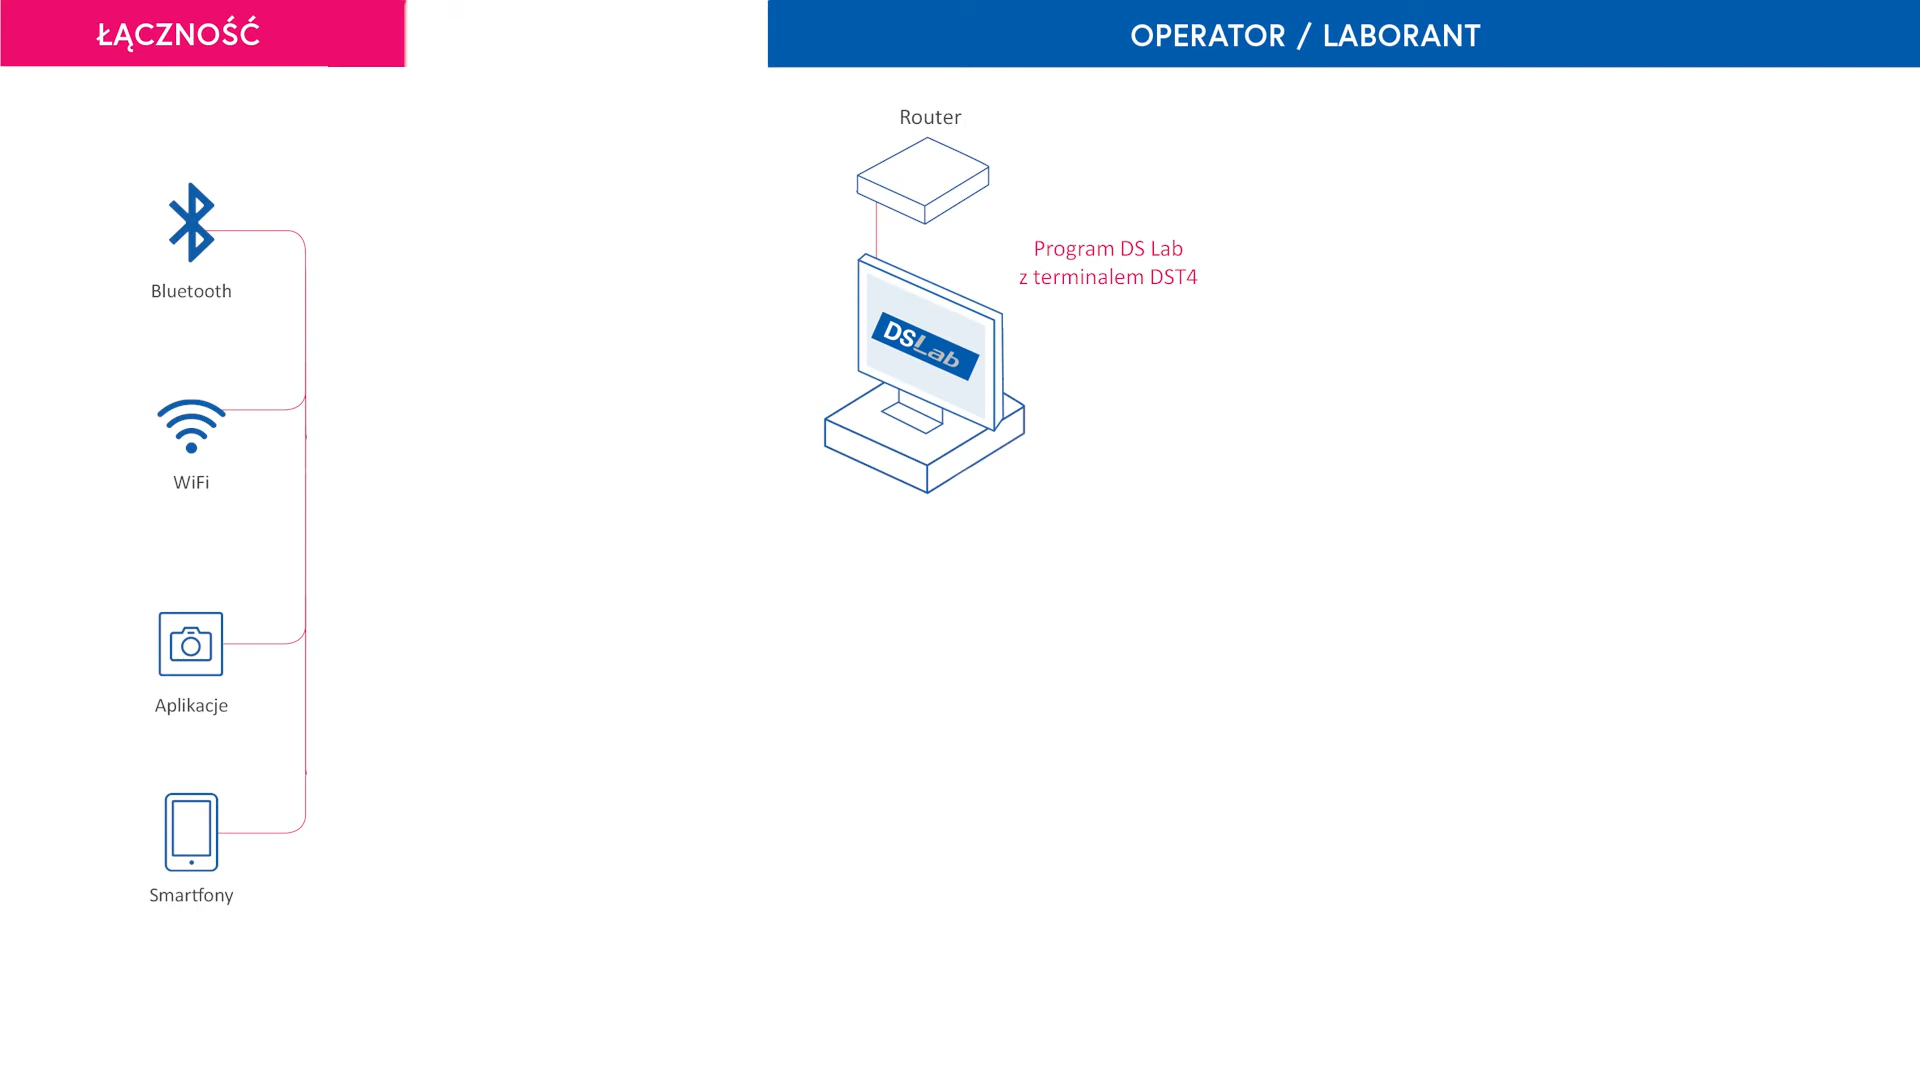 ŁĄCZNOŚĆ
OPERATOR / LABORANT
Router
Program DS Lab
z terminalem DST4
DSLab
Bluetooth
WiFi
Aplikacje
Smartfony